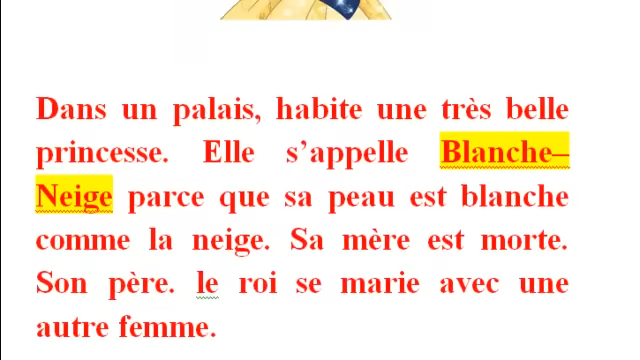 Dans un palais, habite une très belle
princesse. Elle s’appelle Blanche–
Neige parce que sa peau est blanche
comme la neige. Sa mère est morte.
Son père. le roi se marie avec une
autre femme.